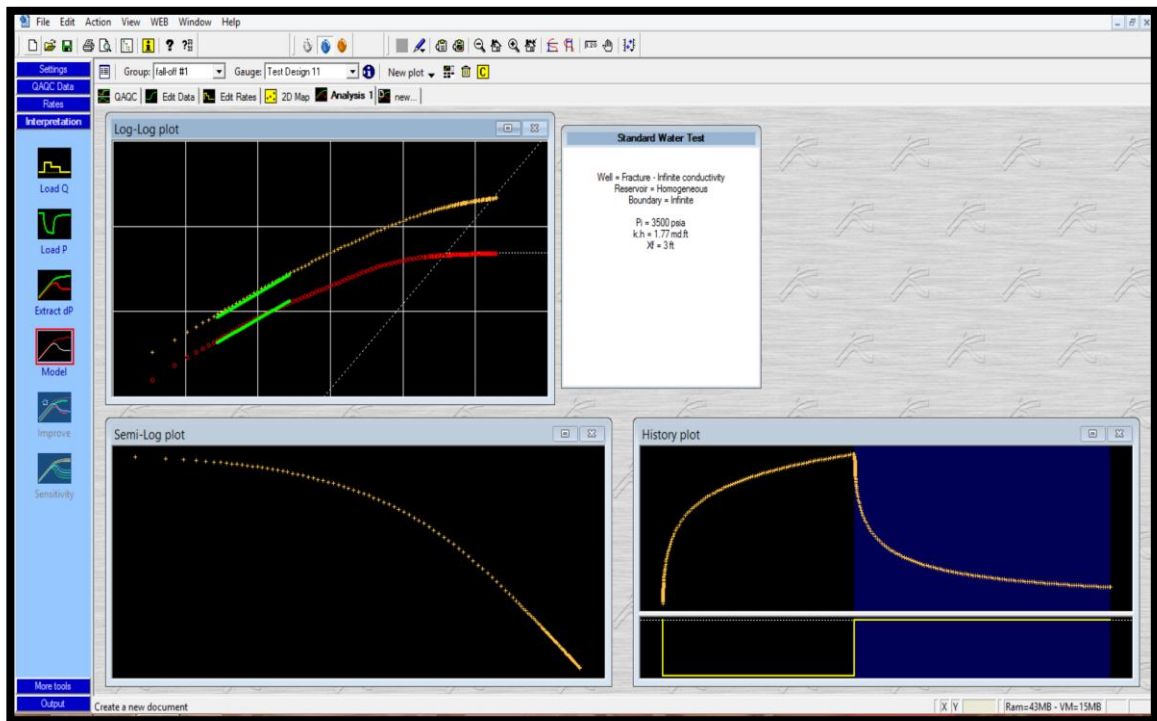 File Edit Action View WEB Window Help
Settings
QAQC Data
Rates
Interpretation
Load Q
Load P
Extract dP
Model
Improve
Sensitivity
More tools
Output
Group: fall-off #1 Gauge: Test Design 11 New plot
QAQC Edit Data Edit Rates 2D Map Analysis 1 new...
Log-Log plot
Standard Water Test
Well = Fracture - Infinite conductivity
Reservoir = Homogeneous
Boundary = Infinite
Pi = 3500 psia
k.h = 1.77 md.ft
Xf = 3 ft
Semi-Log plot
History plot
Create a new document
X Y
Ram=43MB - VM=15MB